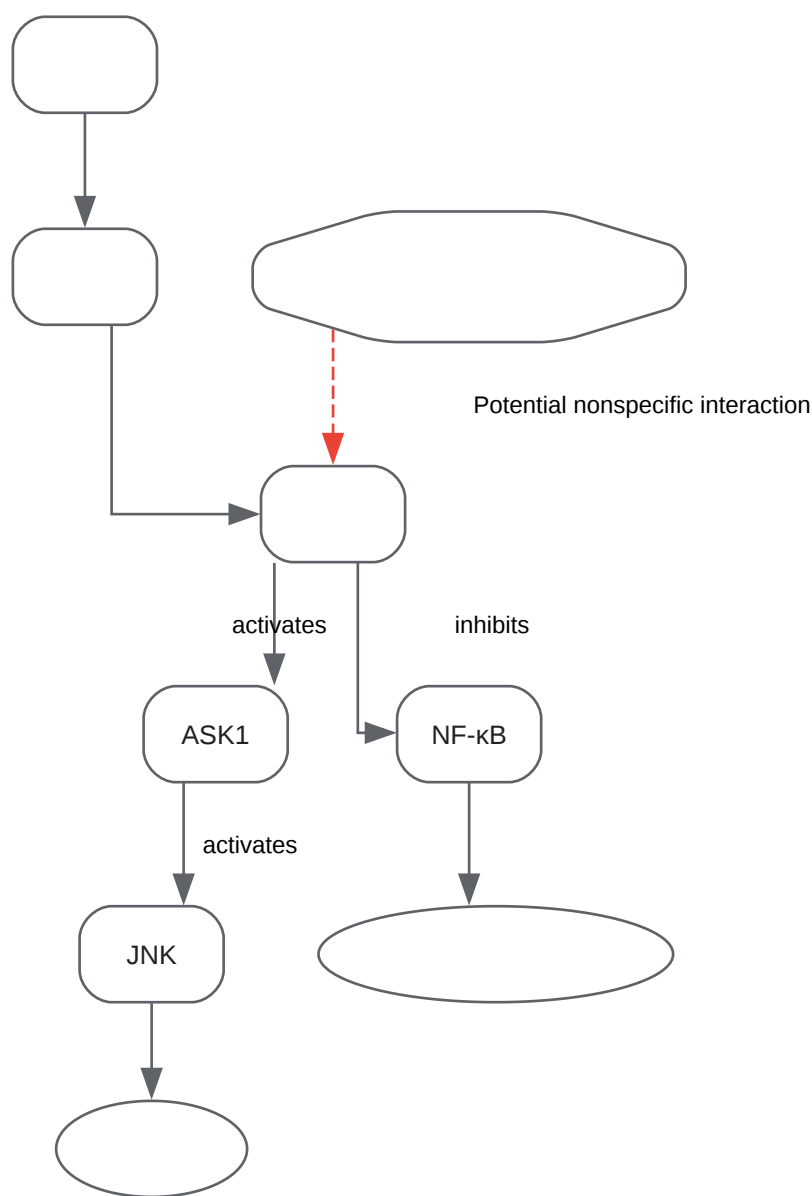 Potential nonspecific interaction
activates
inhibits
ASK1
NF-κB
activates
JNK